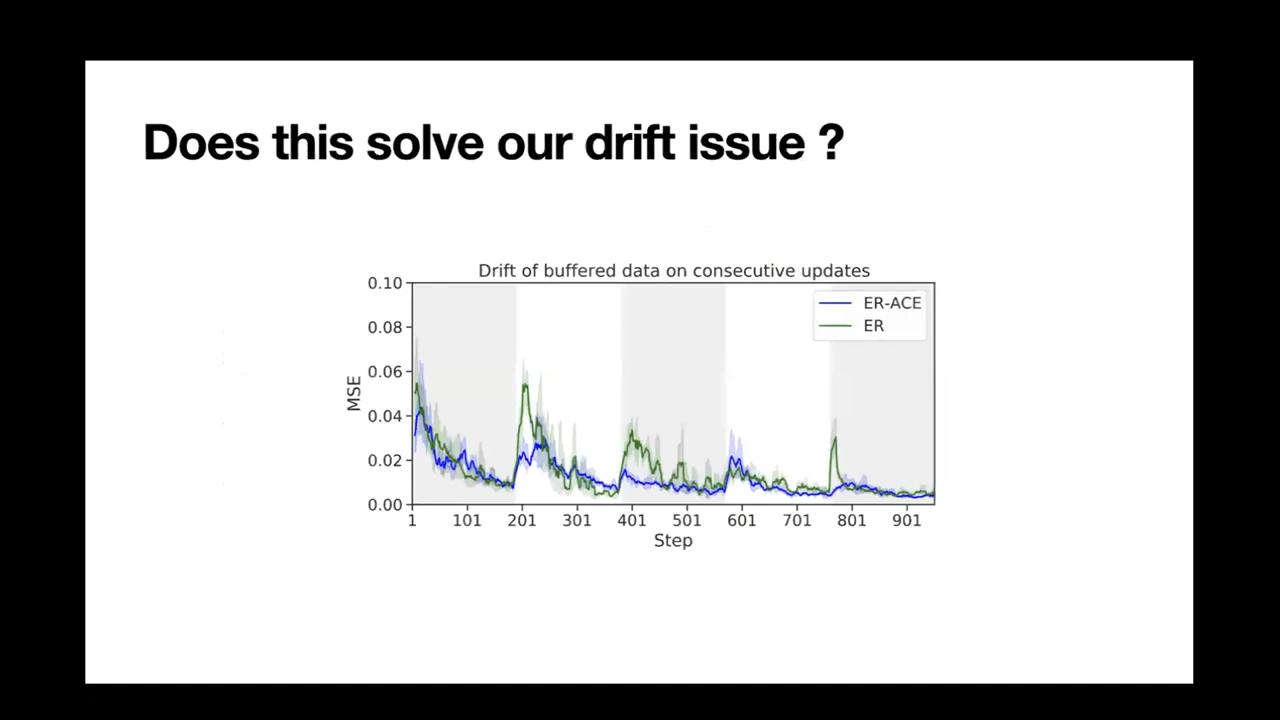 Does this solve our drift issue ?
Drift of buffered data on consecutive updates
ER-ACE
ER
MSE
0.10
0.08
0.06
0.04
0.02
0.00
1 101 201 301 401 501 601 701 801 901
Step